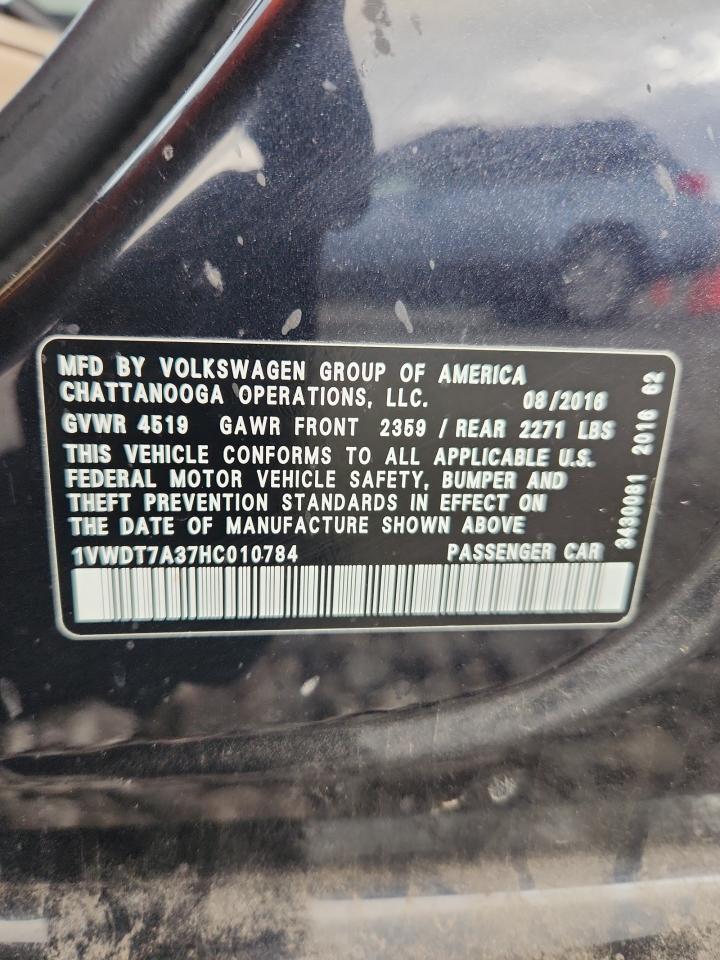 MFD BY VOLKSWAGEN GROUP OF AMERICA
CHATTANOOGA OPERATIONS, LLC. 08/2016
GVWR 4519 GAWR FRONT 2359 / REAR 2271 LBS
THIS VEHICLE CONFORMS TO ALL APPLICABLE U.S.
FEDERAL MOTOR VEHICLE SAFETY, BUMPER AND
THEFT PREVENTION STANDARDS IN EFFECT ON
THE DATE OF MANUFACTURE SHOWN ABOVE
1VWDT7A37HC010784 PASSENGER CAR
3430081 2016 62